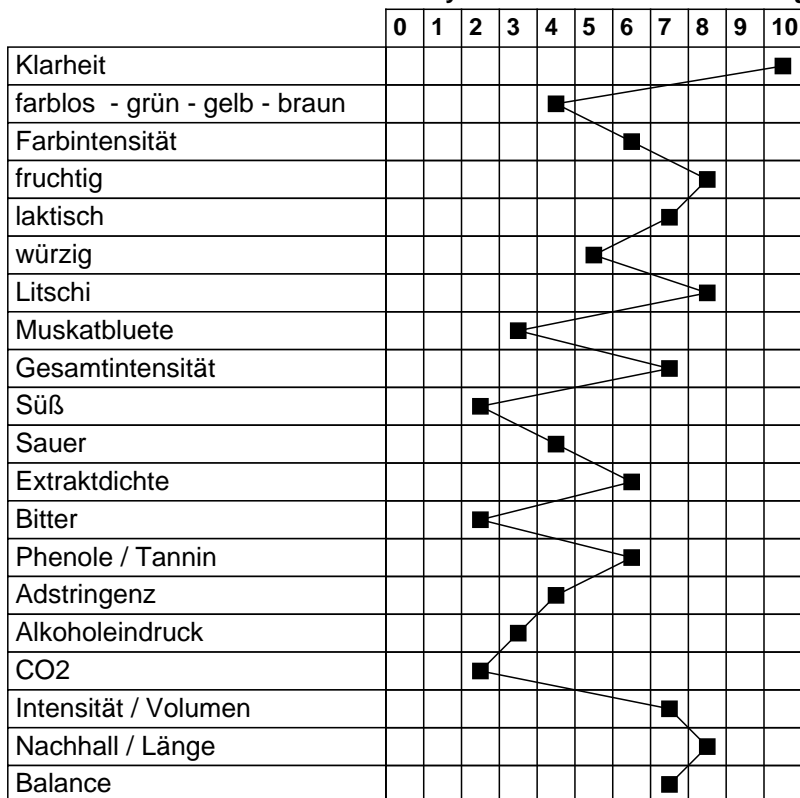 0 1 2 3 4 5 6 7 8 9 10
Klarheit
farblos - grün - gelb - braun
Farbintensität
fruchtig
laktisch
würzig
Litschi
Muskatbluete
Gesamtintensität
Süß
Sauer
Extraktdichte
Bitter
Phenole / Tannin
Adstringenz
Alkoholeindruck
CO2
Intensität / Volumen
Nachhall / Länge
Balance